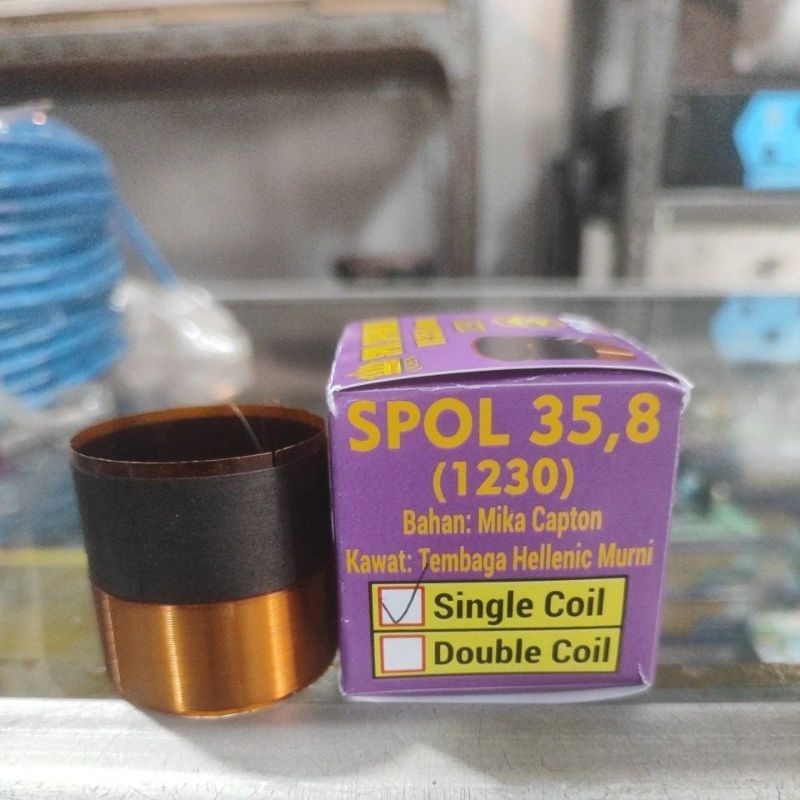 SPOL 35,8
(1230)
Bahan: Mika Capton
Kawat: Tembaga Hellenic Murni
Single Coil
Double Coil